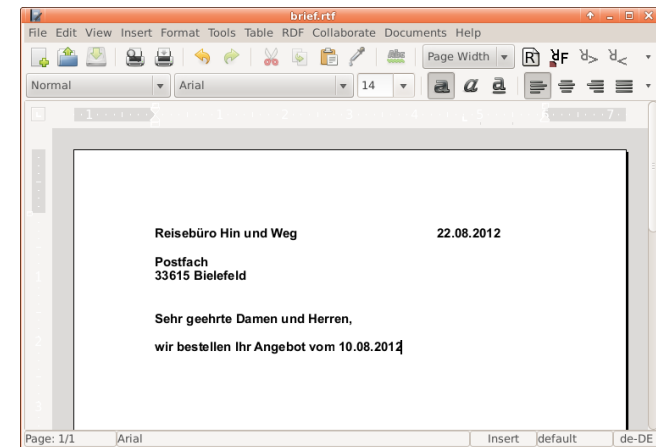 brief.rtf
File Edit View Insert Format Tools Table RDF Collaborate Documents Help
Page Width
Normal Arial 14 a a a
Reisebüro Hin und Weg 22.08.2012
Postfach
33615 Bielefeld
Sehr geehrte Damen und Herren,
wir bestellen Ihr Angebot vom 10.08.2012
Page: 1/1 Arial Insert default de-DE